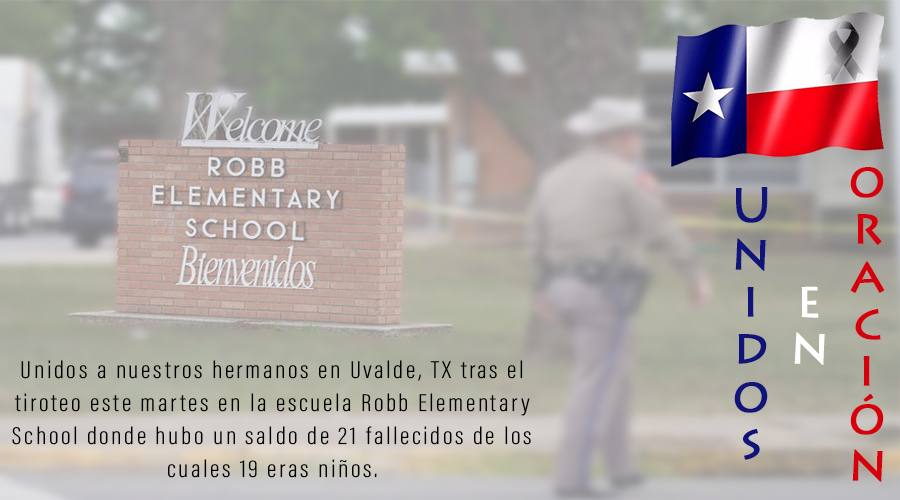 Welcome
ROBB
ELEMENTARY
SCHOOL
Bienvenidos
Unidos a nuestros hermanos en Uvalde, TX tras el
tiroteo este martes en la escuela Robb Elementary
School donde hubo un saldo de 21 fallecidos de los
cuales 19 eras niños.
UNIDOS
EN
ORACIÓN